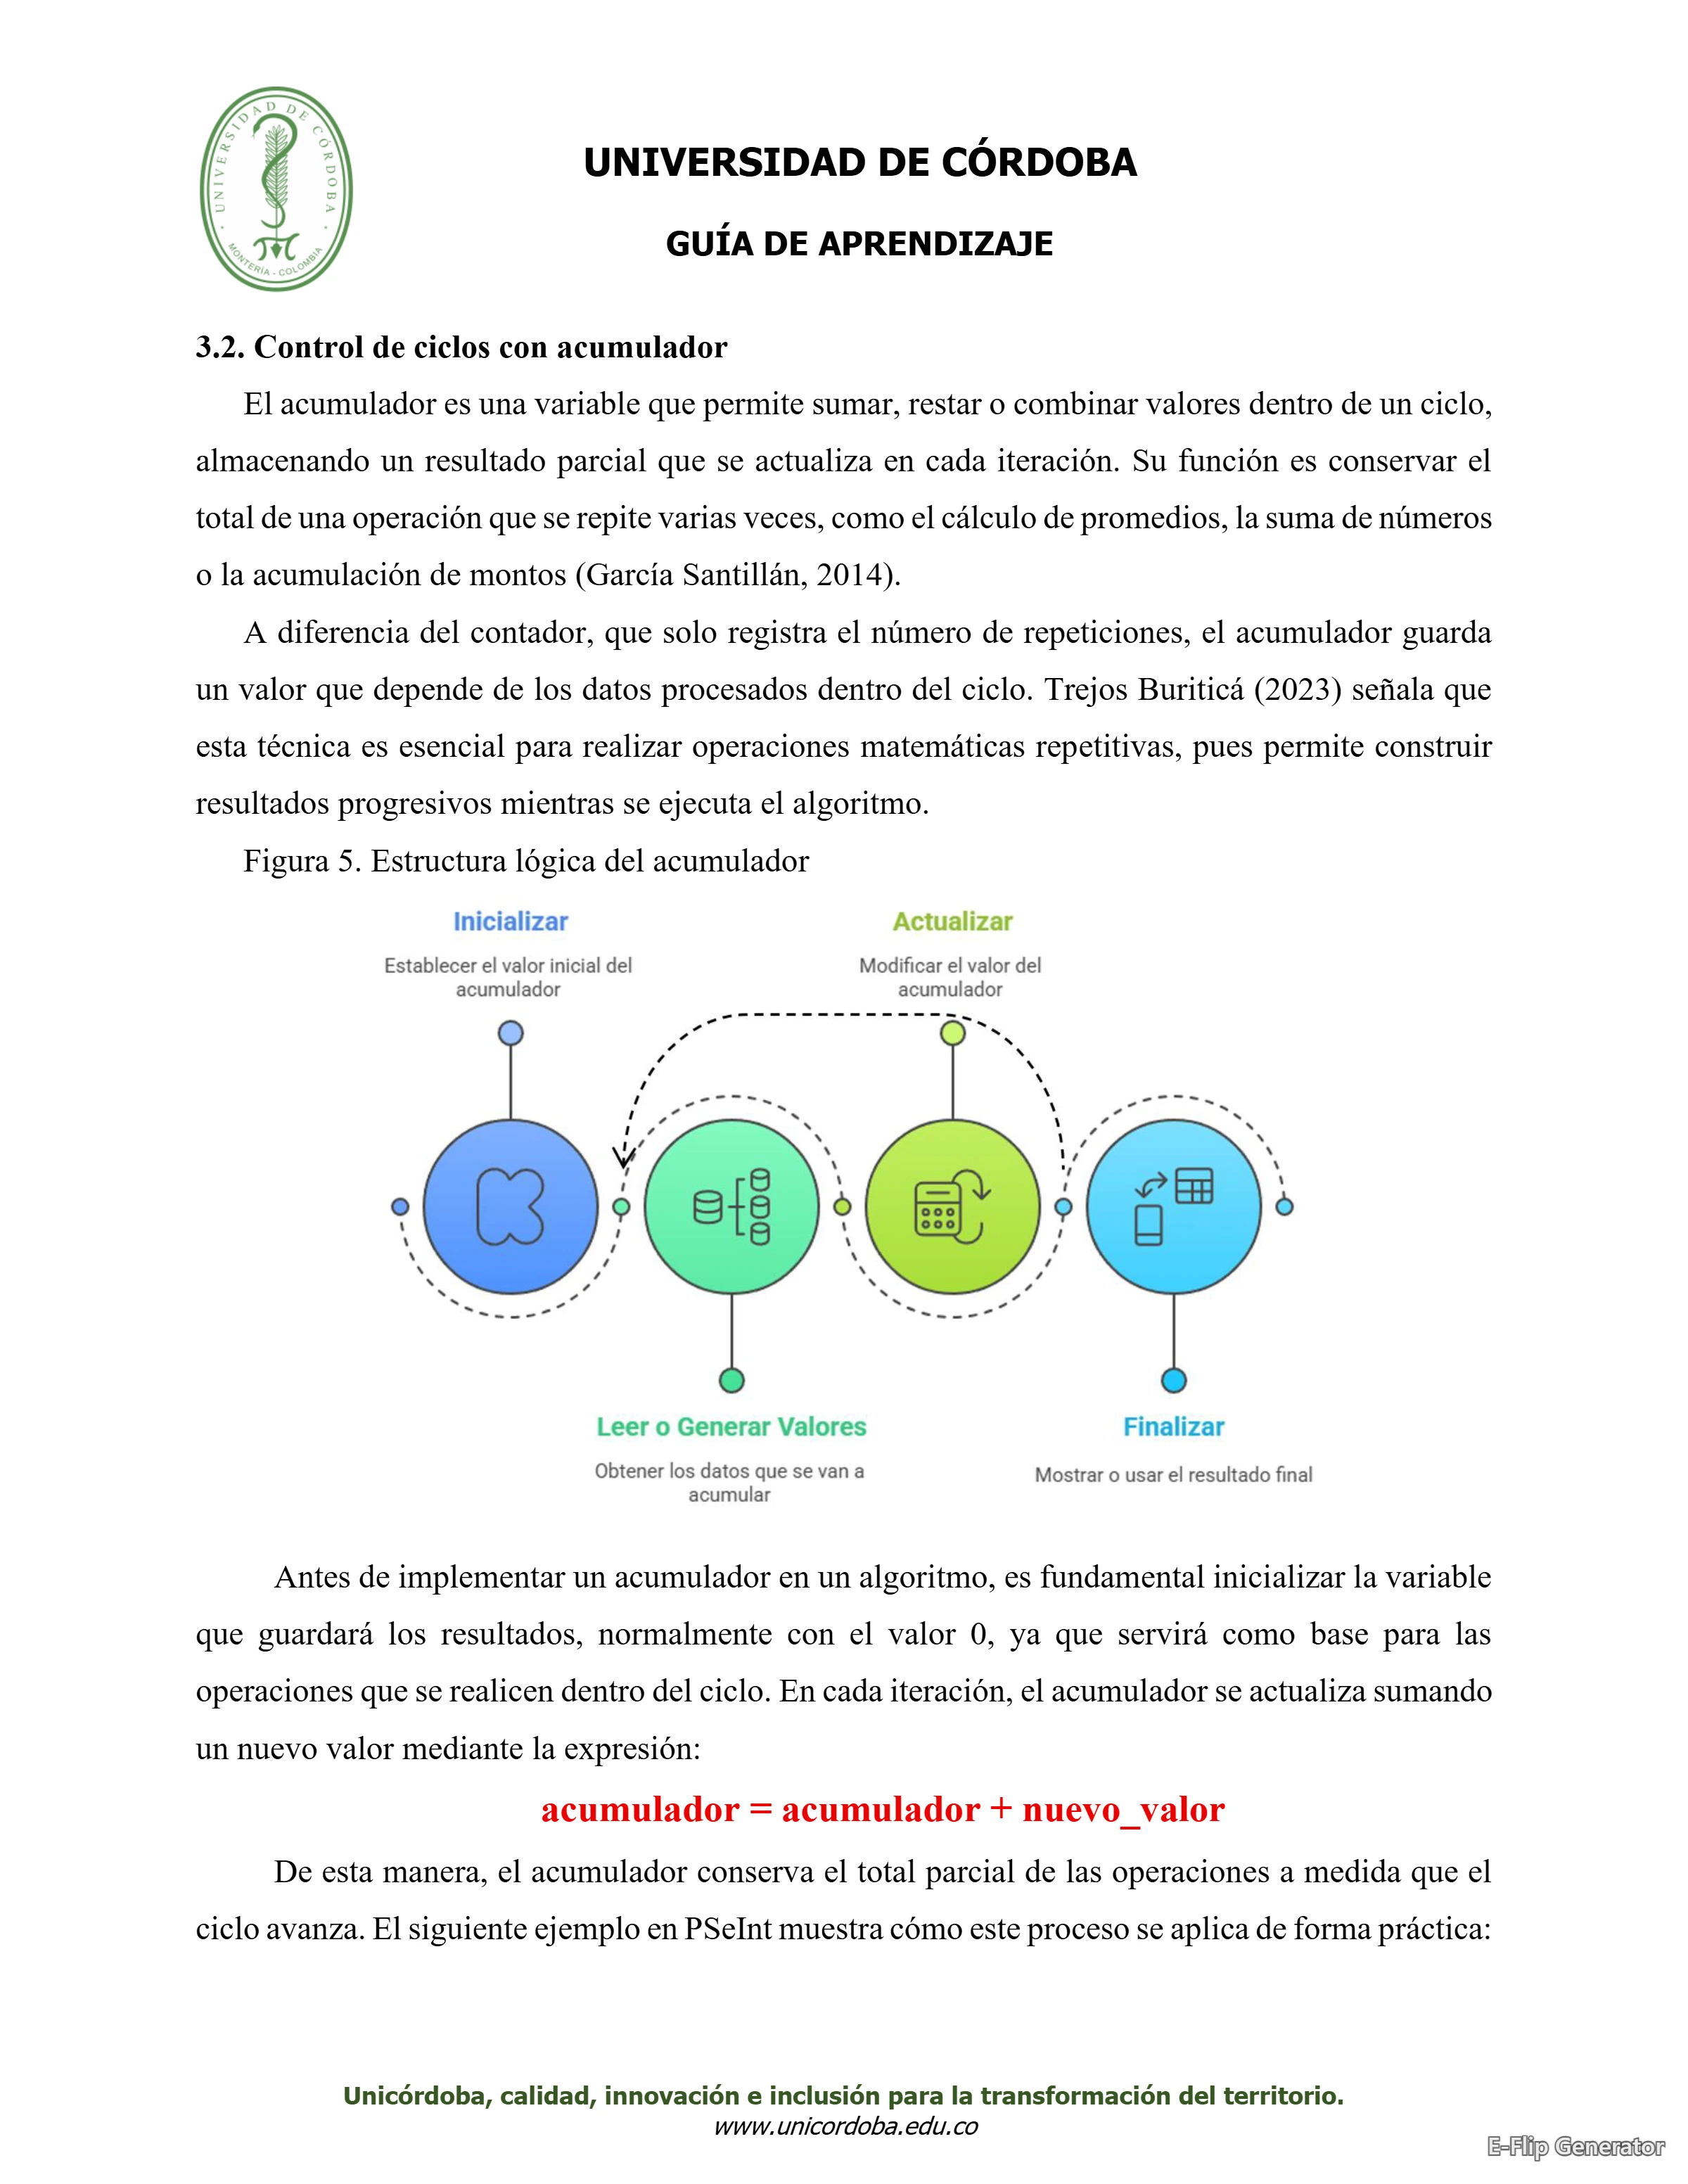 UNIVERSIDAD DE CÓRDOBA
MONTERÍA - COLOMBIA
UNIVERSIDAD DE CÓRDOBA
GUÍA DE APRENDIZAJE
3.2. Control de ciclos con acumulador
El acumulador es una variable que permite sumar, restar o combinar valores dentro de un ciclo,
almacenando un resultado parcial que se actualiza en cada iteración. Su función es conservar el
total de una operación que se repite varias veces, como el cálculo de promedios, la suma de números
o la acumulación de montos (García Santillán, 2014).
A diferencia del contador, que solo registra el número de repeticiones, el acumulador guarda
un valor que depende de los datos procesados dentro del ciclo. Trejos Buriticá (2023) señala que
esta técnica es esencial para realizar operaciones matemáticas repetitivas, pues permite construir
resultados progresivos mientras se ejecuta el algoritmo.
Figura 5. Estructura lógica del acumulador
Inicializar
Establecer el valor inicial del
acumulador
Actualizar
Modificar el valor del
acumulador
Leer o Generar Valores
Obtener los datos que se van a
acumular
Finalizar
Mostrar o usar el resultado final
Antes de implementar un acumulador en un algoritmo, es fundamental inicializar la variable
que guardará los resultados, normalmente con el valor 0, ya que servirá como base para las
operaciones que se realicen dentro del ciclo. En cada iteración, el acumulador se actualiza sumando
un nuevo valor mediante la expresión:
acumulador = acumulador + nuevo_valor
De esta manera, el acumulador conserva el total parcial de las operaciones a medida que el
ciclo avanza. El siguiente ejemplo en PSeInt muestra cómo este proceso se aplica de forma práctica:
Unicórdoba, calidad, innovación e inclusión para la transformación del territorio.
www.unicordoba.edu.co
E-Flip Generator